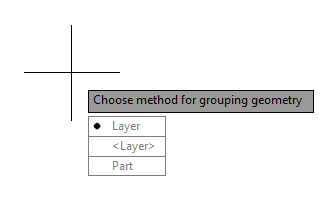 Choose method for grouping geometry
Layer
<Layer>
Part